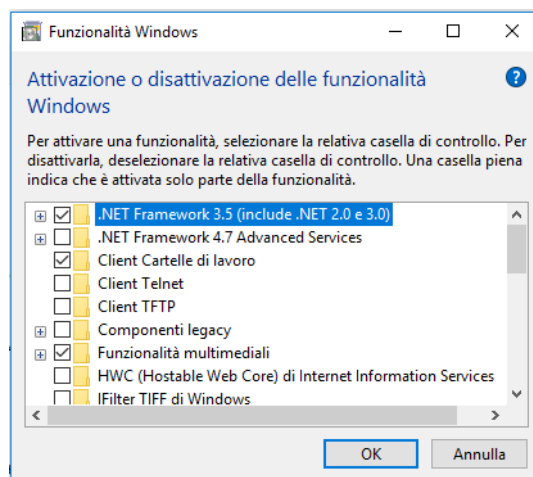 Funzionalità Windows
Attivazione o disattivazione delle funzionalità
Windows
Per attivare una funzionalità, selezionare la relativa casella di controllo. Per
disattivarla, deselezionare la relativa casella di controllo. Una casella piena
indica che è attivata solo parte della funzionalità.
.NET Framework 3.5 (include .NET 2.0 e 3.0)
.NET Framework 4.7 Advanced Services
Client Cartelle di lavoro
Client Telnet
Client TFTP
Componenti legacy
Funzionalità multimediali
HWC (Hostable Web Core) di Internet Information Services
IFilter TIFF di Windows
OK Annulla